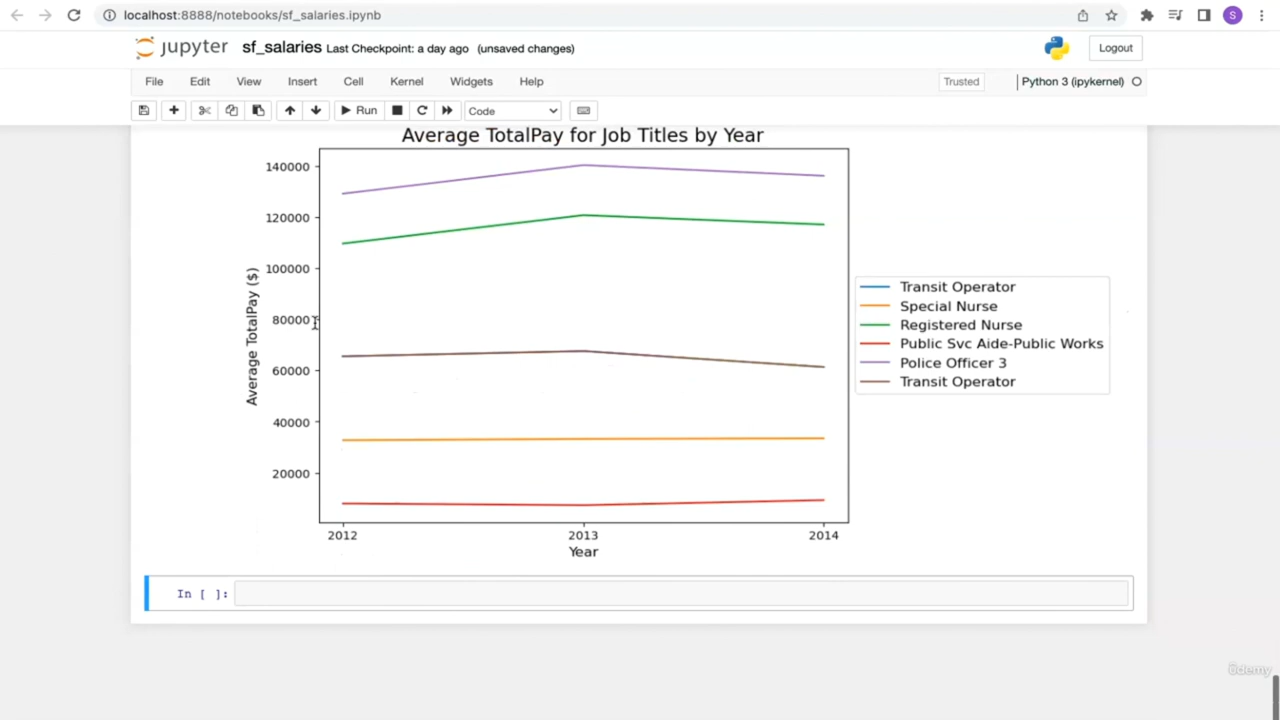 localhost:8888/notebooks/sf_salaries.ipynb
S
jupyter sf_salaries Last Checkpoint: a day ago (unsaved changes)
Logout
File Edit View Insert Cell Kernel Widgets Help
Trusted Python 3 (ipykernel)
Run Code
Average TotalPay for Job Titles by Year
140000
120000
100000
80000
60000
40000
20000
Average TotalPay ($)
2012 2013 2014
Year
Transit Operator
Special Nurse
Registered Nurse
Public Svc Aide-Public Works
Police Officer 3
Transit Operator
In [ ]:
ûdemy